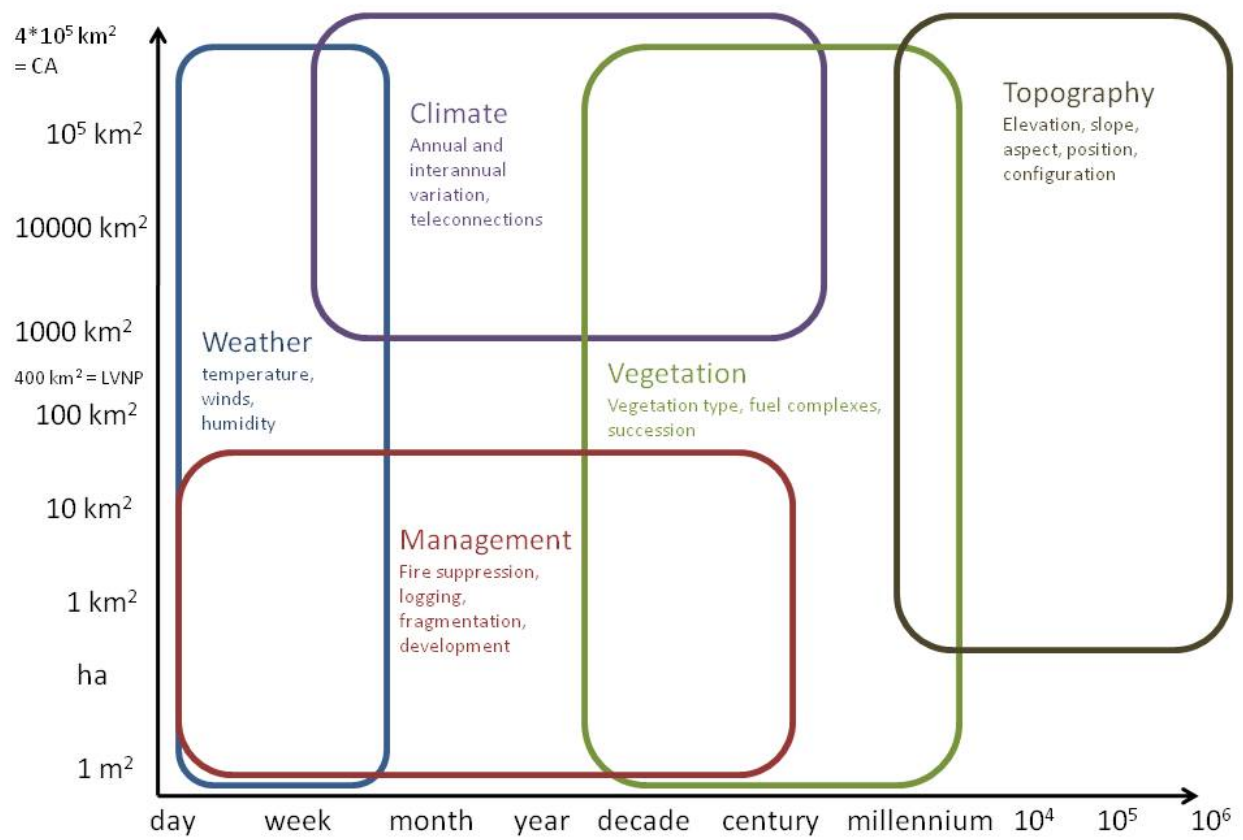 4*10⁵ km²
= CA
10⁵ km²
10000 km²
1000 km²
400 km² = LVNP
100 km²
10 km²
1 km²
ha
1 m²
Climate
Annual and
interannual
variation,
teleconnections
Topography
Elevation, slope,
aspect, position,
configuration
Weather
temperature,
winds,
humidity
Vegetation
Vegetation type, fuel complexes,
succession
Management
Fire suppression,
logging,
fragmentation,
development
day week month year decade century millennium 10⁴ 10⁵ 10⁶